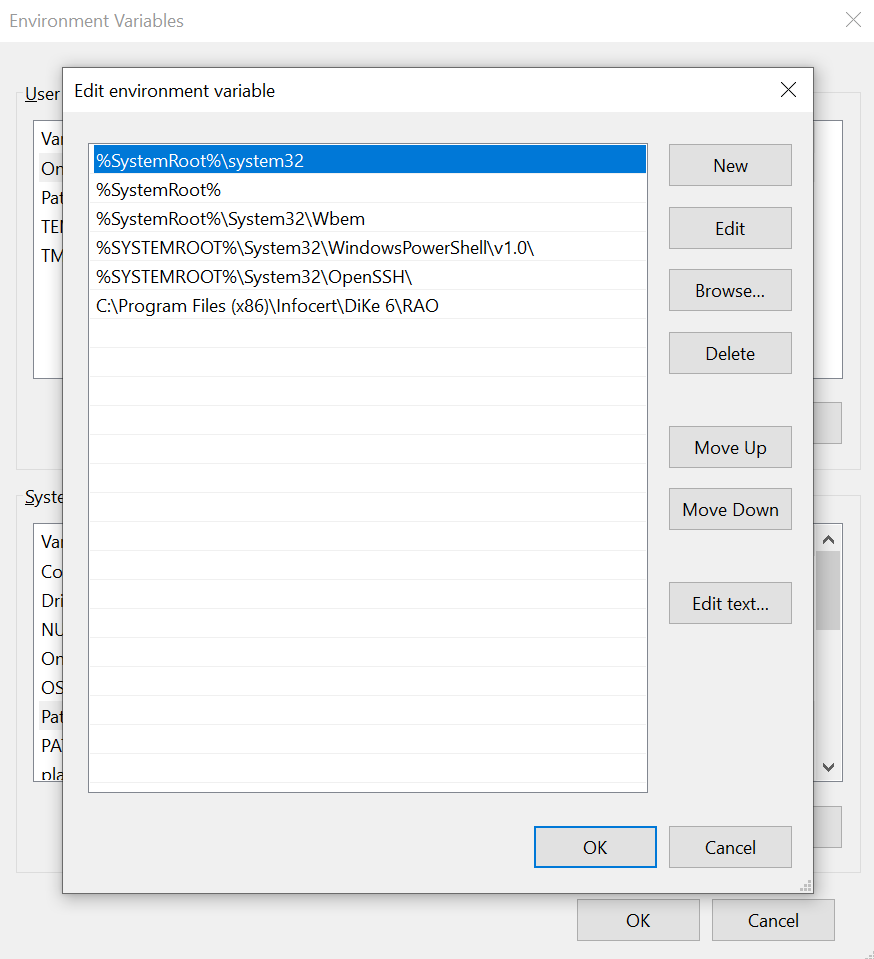 Environment Variables
User
Edit environment variable
%SystemRoot%\system32
%SystemRoot%
%SystemRoot%\System32\Wbem
%SYSTEMROOT%\System32\WindowsPowerShell\v1.0\
%SYSTEMROOT%\System32\OpenSSH\
C:\Program Files (x86)\Infocert\DiKe 6\RAO
New
Edit
Browse...
Delete
Move Up
Move Down
Edit text...
OK
Cancel
Var
On
Pat
TEM
TM
Syste
Var
Co
Dri
NU
On
OS
Pat
PAT
pla
OK
Cancel